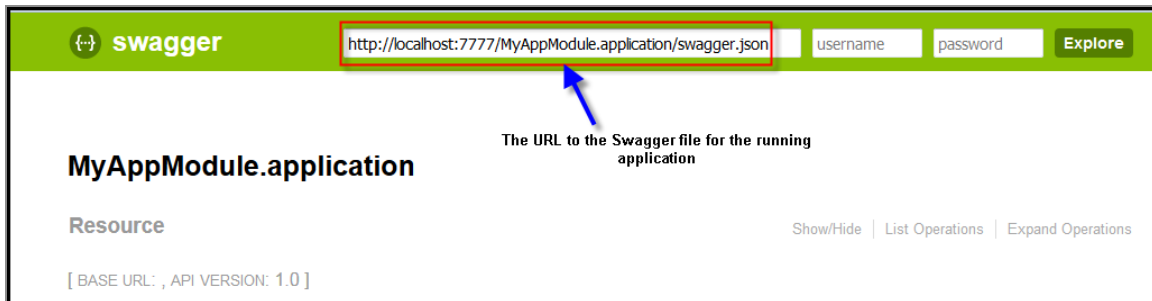 {··} swagger http://localhost:7777/MyAppModule.application/swagger.json username password Explore
The URL to the Swagger file for the running
application
MyAppModule.application
Resource Show/Hide | List Operations | Expand Operations
[ BASE URL: , API VERSION: 1.0 ]